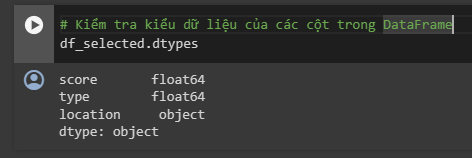 # Kiểm tra kiểu dữ liệu của các cột trong DataFrame
df_selected.dtypes
score float64
type float64
location object
dtype: object